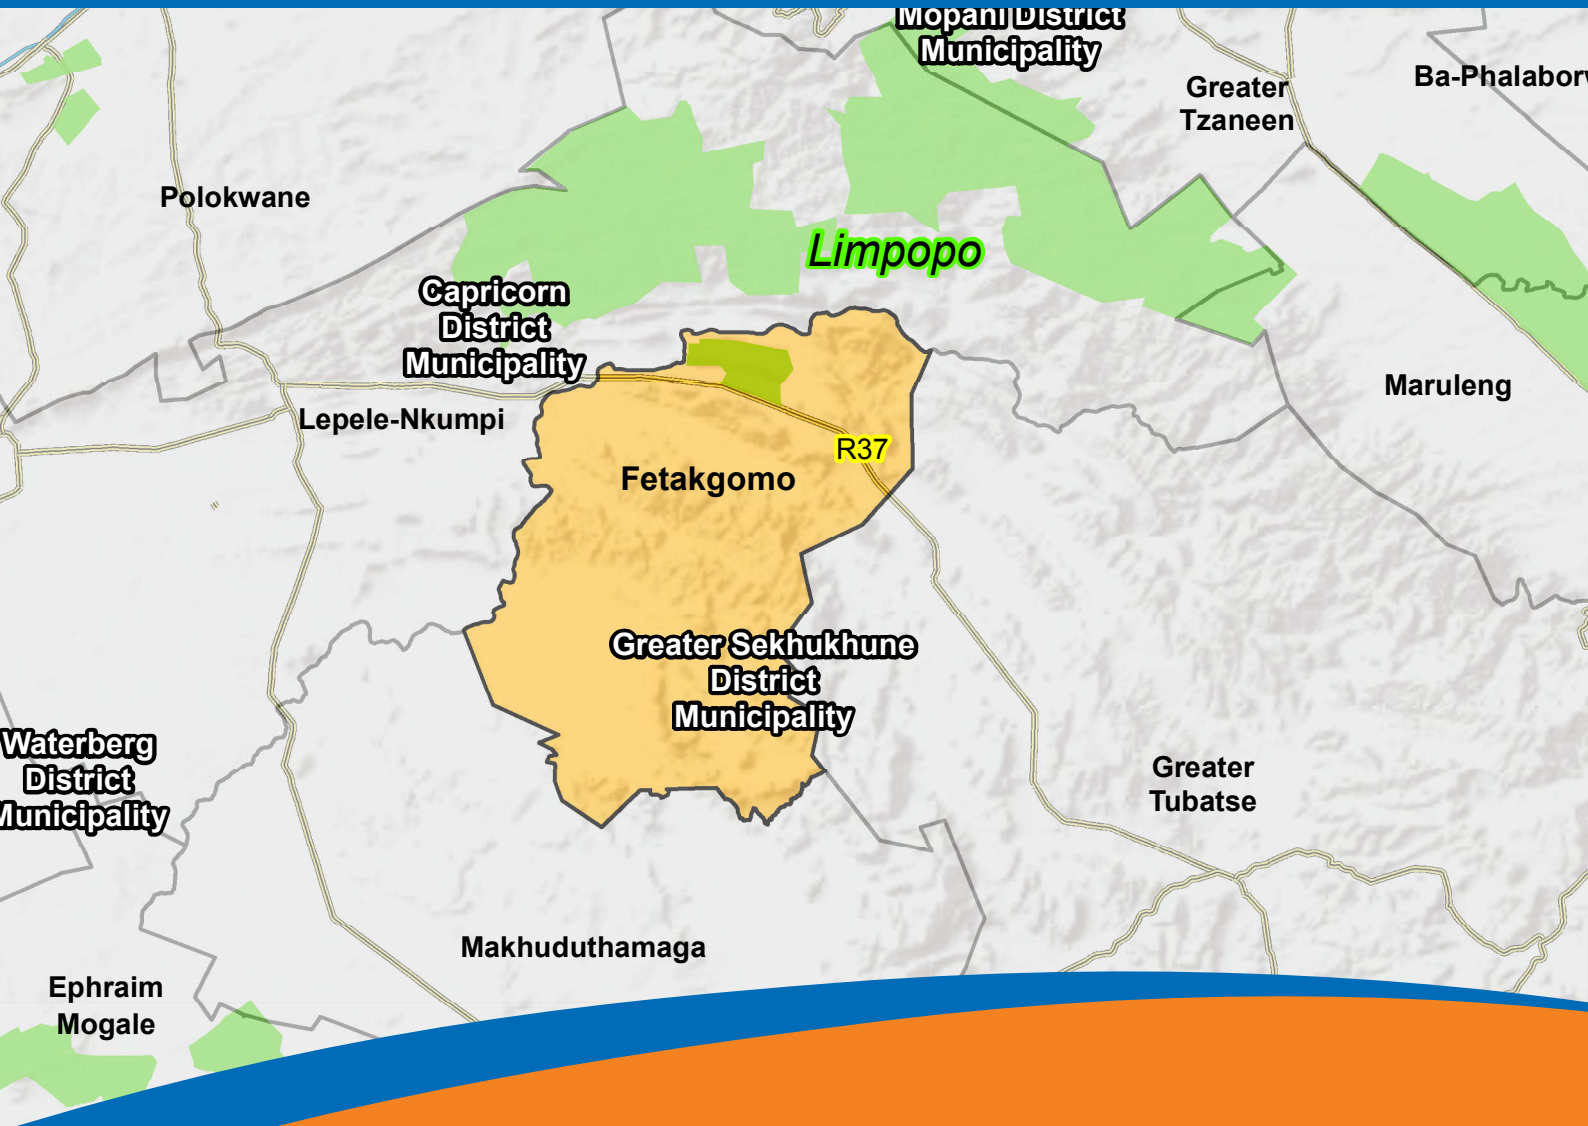 Mopani District
Municipality
Greater
Tzaneen
Ba-Phalabor
Polokwane
Limpopo
Capricorn
District
Municipality
Maruleng
Lepele-Nkumpi
R37
Fetakgomo
Greater Sekhukhune
District
Municipality
Waterberg
District
Municipality
Greater
Tubatse
Makhuduthamaga
Ephraim
Mogale